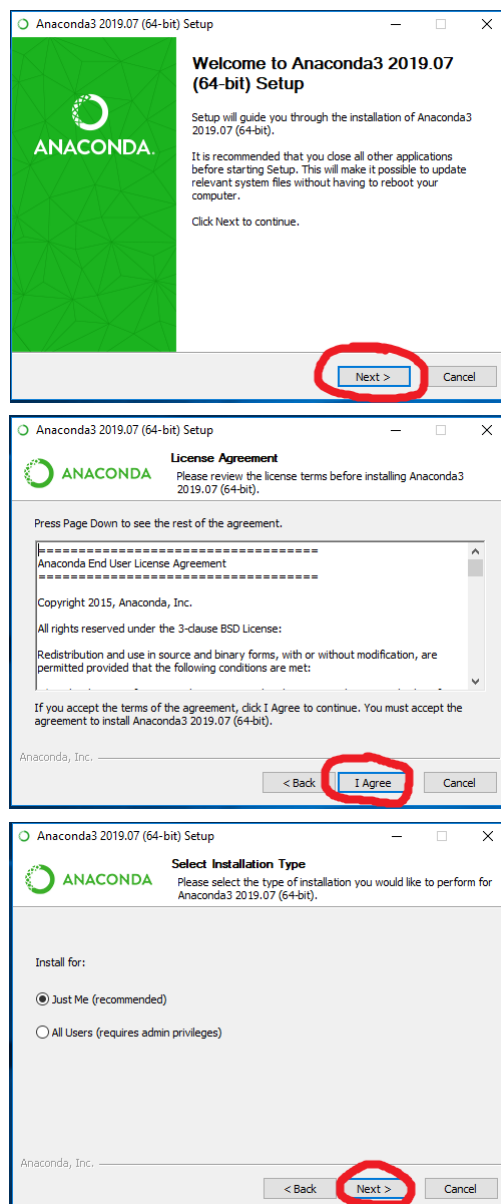 Anaconda3 2019.07 (64-bit) Setup
Welcome to Anaconda3 2019.07
(64-bit) Setup
Setup will guide you through the installation of Anaconda3
2019.07 (64-bit).
It is recommended that you close all other applications
before starting Setup. This will make it possible to update
relevant system files without having to reboot your
computer.
Click Next to continue.
ANACONDA.
Next >
Cancel
Anaconda3 2019.07 (64-bit) Setup
ANACONDA
License Agreement
Please review the license terms before installing Anaconda3
2019.07 (64-bit).
Press Page Down to see the rest of the agreement.
===================================
Anaconda End User License Agreement
===================================
Copyright 2015, Anaconda, Inc.
All rights reserved under the 3-clause BSD License:
Redistribution and use in source and binary forms, with or without modification, are
permitted provided that the following conditions are met:
If you accept the terms of the agreement, click I Agree to continue. You must accept the
agreement to install Anaconda3 2019.07 (64-bit).
Anaconda, Inc.
< Back
I Agree
Cancel
Anaconda3 2019.07 (64-bit) Setup
ANACONDA
Select Installation Type
Please select the type of installation you would like to perform for
Anaconda3 2019.07 (64-bit).
Install for:
Just Me (recommended)
All Users (requires admin privileges)
Anaconda, Inc.
< Back
Next >
Cancel